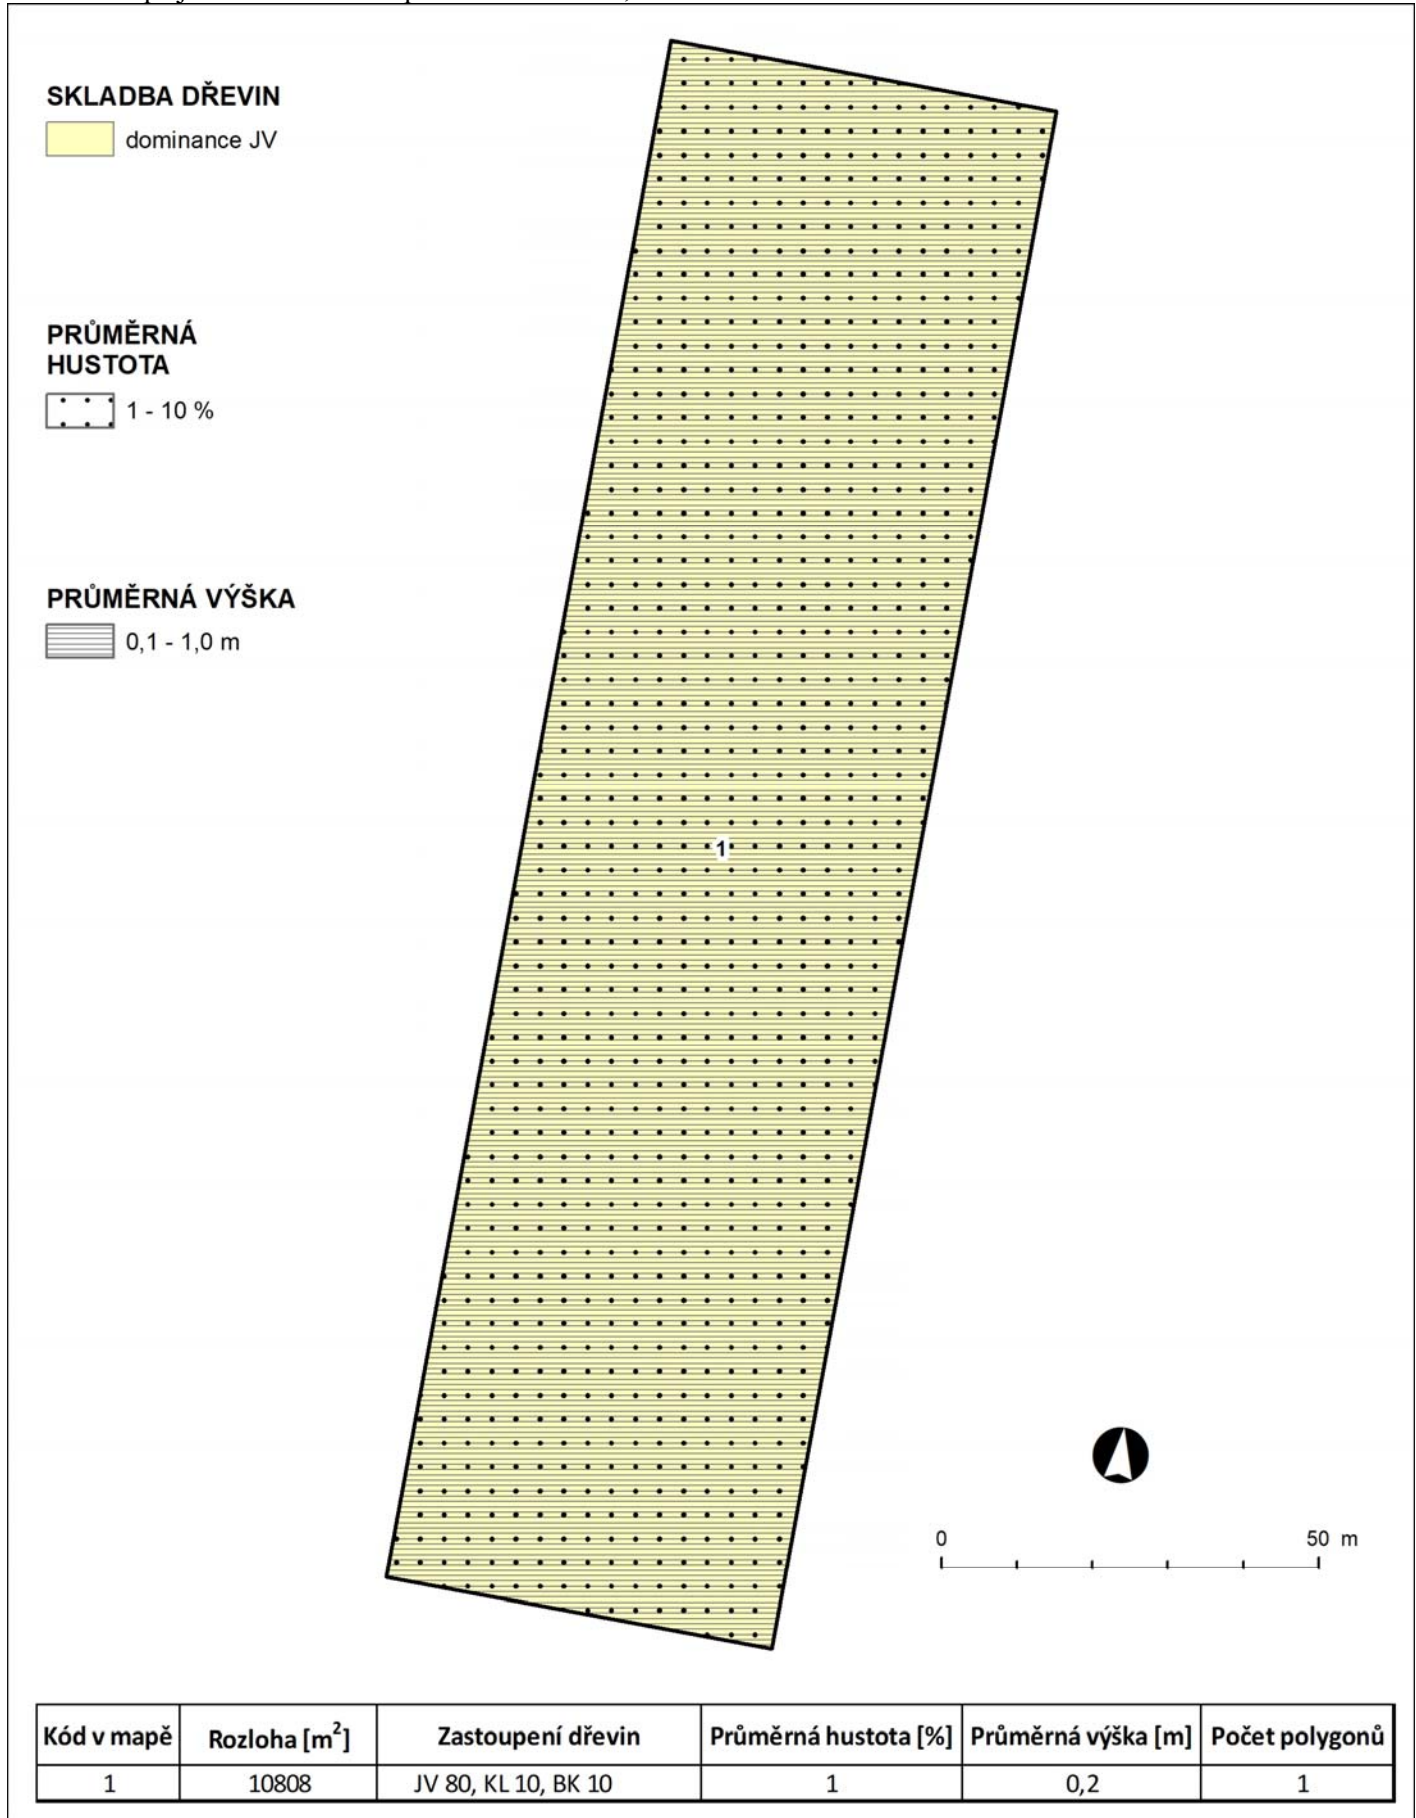 SKLADBA DŘEVIN
dominance JV
PRŮMĚRNÁ
HUSTOTA
1 - 10 %
PRŮMĚRNÁ VÝŠKA
0,1 - 1,0 m
1
0 50 m
Kód v mapě Rozloha [m²] Zastoupení dřevin Průměrná hustota [%] Průměrná výška [m] Počet polygonů
1 10808 JV 80, KL 10, BK 10 1 0,2 1